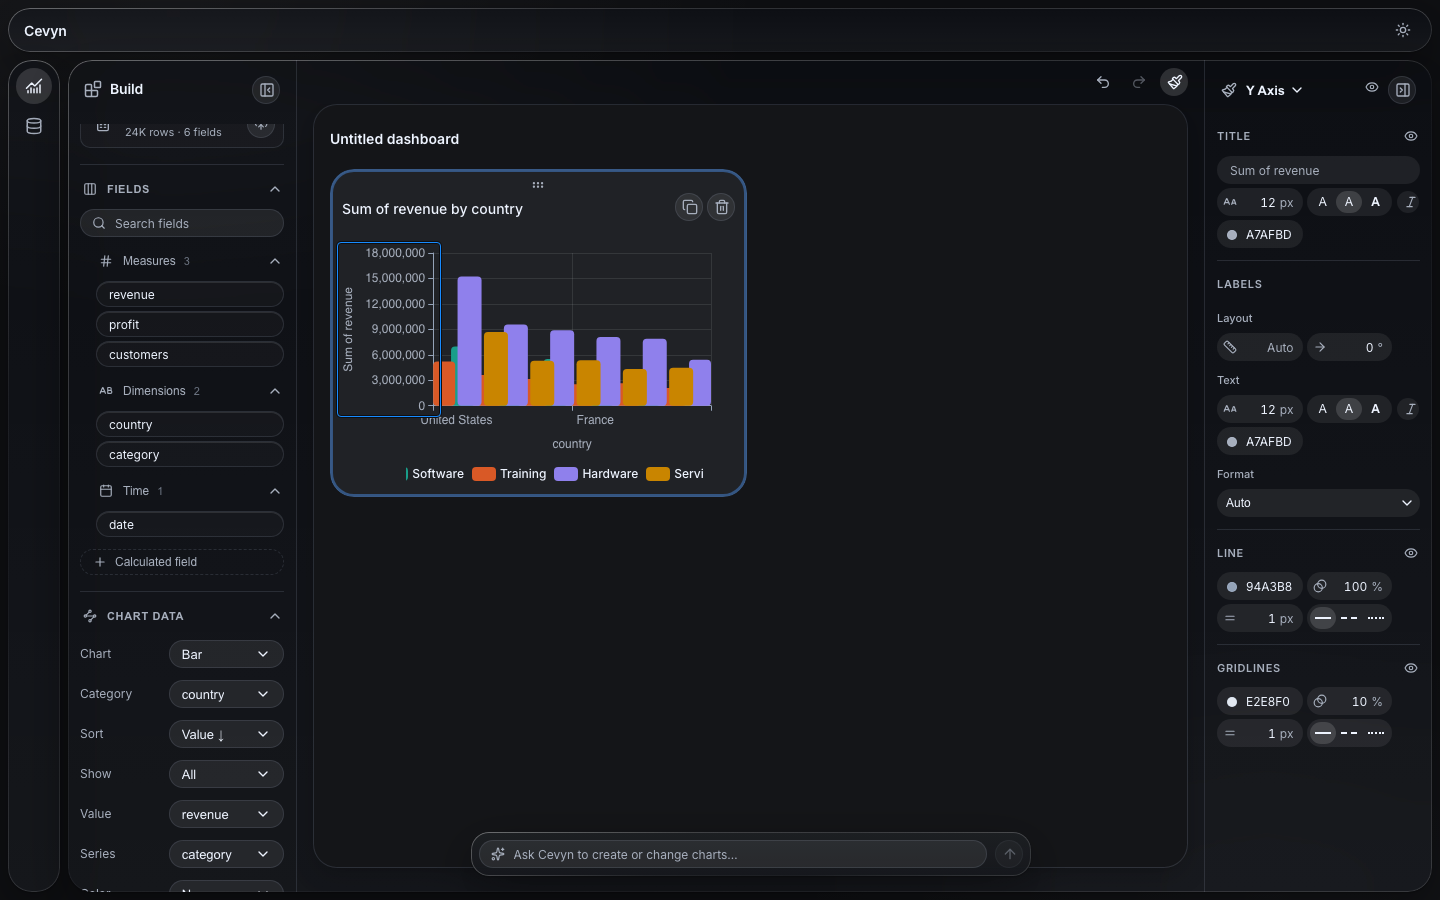 Cevyn
Build
24K rows · 6 fields
FIELDS
Search fields
Measures 3
revenue
profit
customers
AB Dimensions 2
country
category
Time 1
date
Calculated field
CHART DATA
Chart Bar
Category country
Sort Value ↓
Show All
Value revenue
Series category
Untitled dashboard
Sum of revenue by country
18,000,000
15,000,000
12,000,000
9,000,000
6,000,000
3,000,000
0
Sum of revenue
United States France
country
Software Training Hardware Servi
Ask Cevyn to create or change charts...
Y Axis
TITLE
Sum of revenue
AA 12 px A A A I
A7AFBD
LABELS
Layout
Auto 0 °
Text
AA 12 px A A A I
A7AFBD
Format
Auto
LINE
94A3B8 100 %
1 px
GRIDLINES
E2E8F0 10 %
1 px